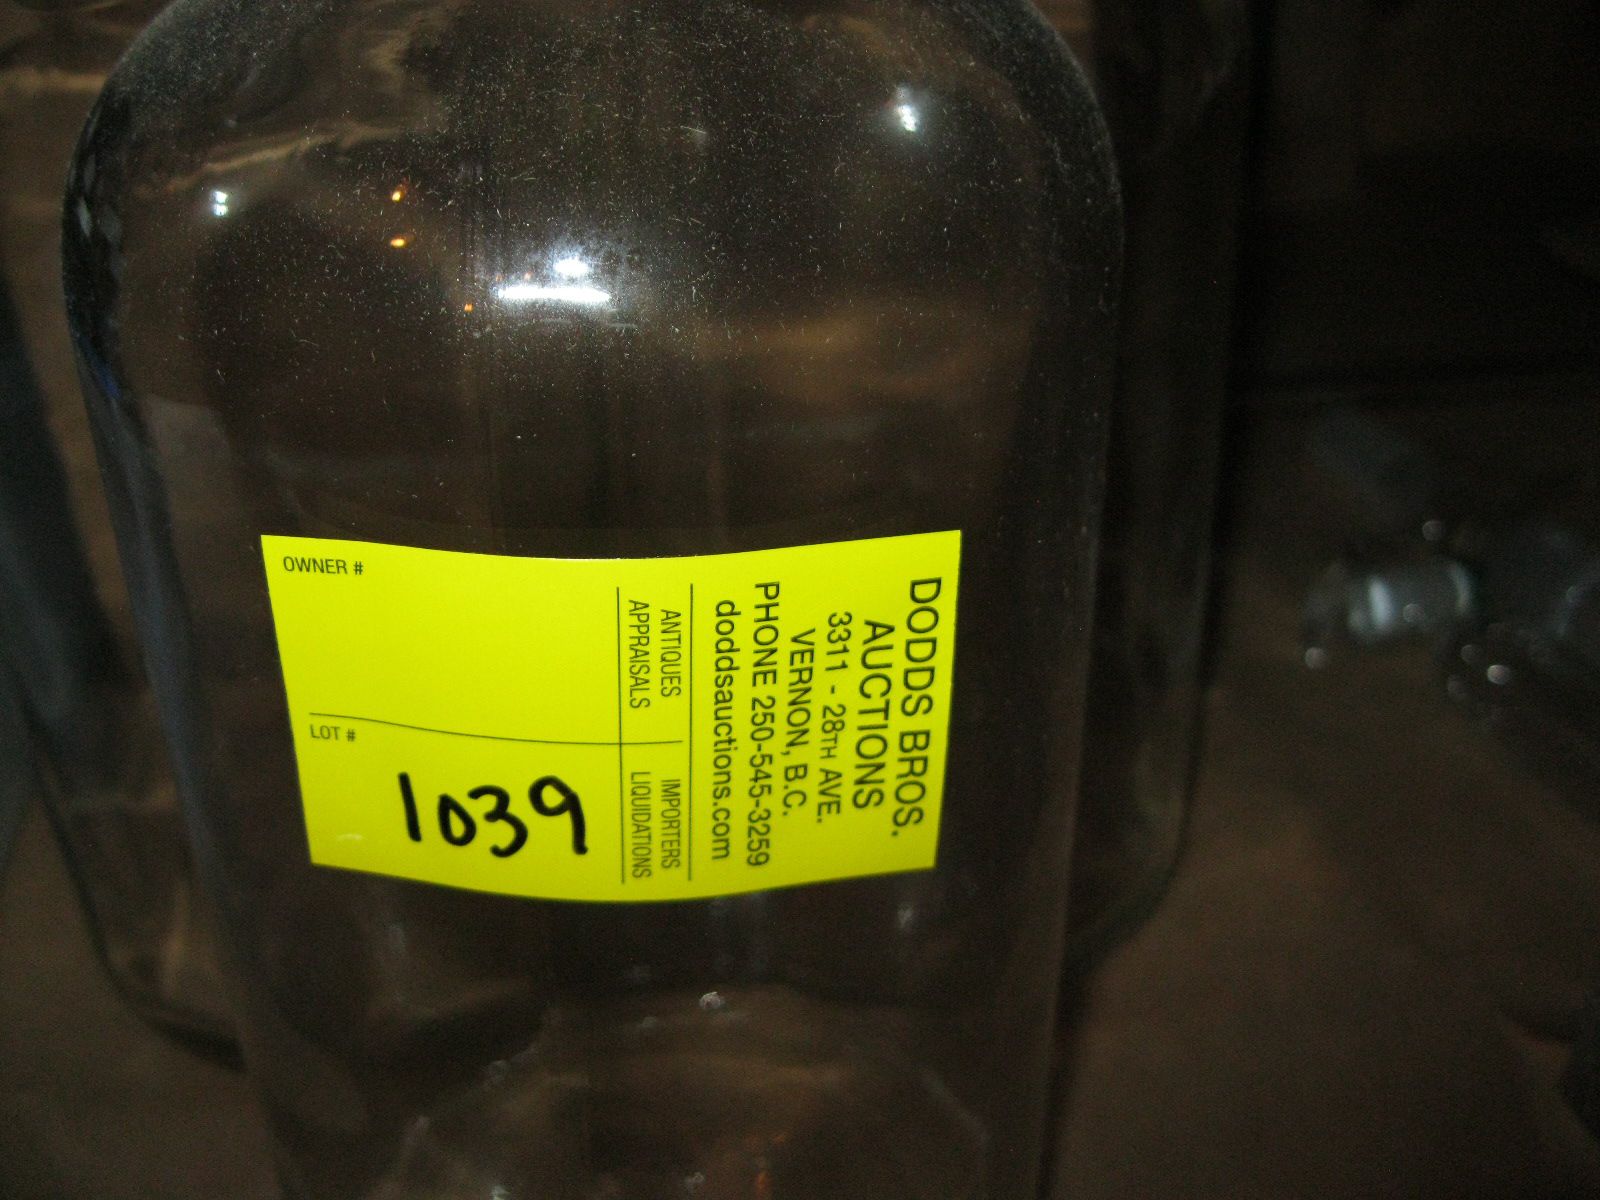 DODDS BROS.
AUCTIONS
3311 - 28TH AVE.
VERNON, B.C.
PHONE 250-545-3259
doddsauctions.com
ANTIQUES
APPRAISALS
IMPORTERS
LIQUIDATIONS
OWNER #
LOT #
1039